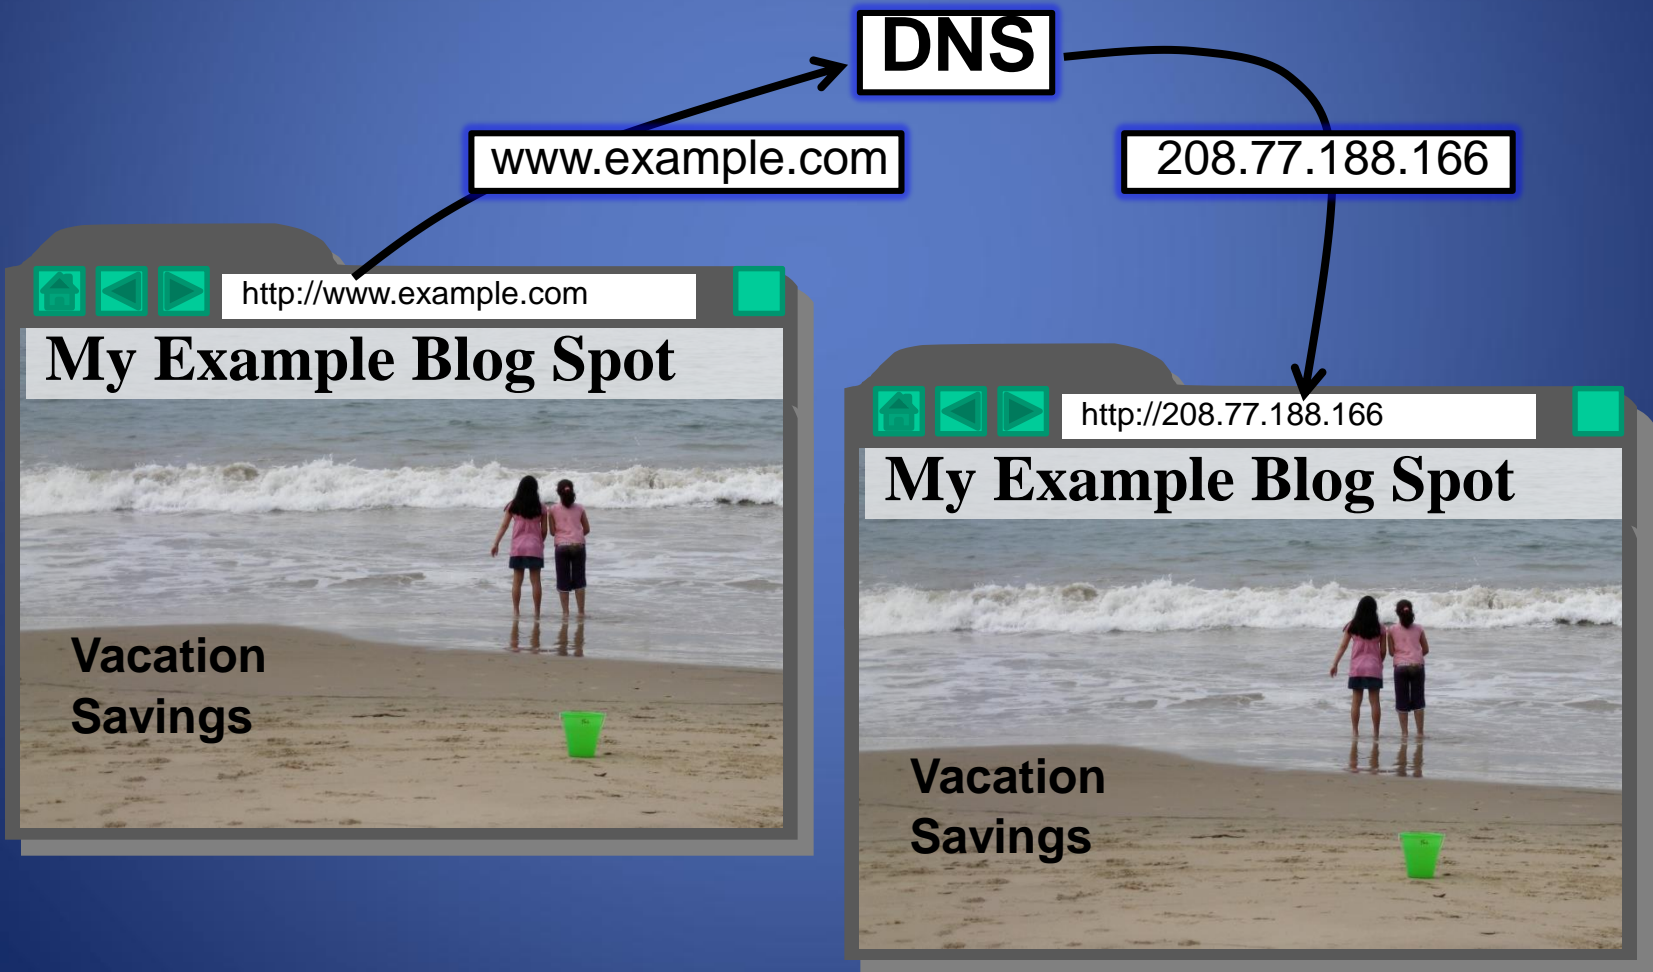 DNS
www.example.com
208.77.188.166
http://www.example.com
My Example Blog Spot
Vacation
Savings
http://208.77.188.166
My Example Blog Spot
Vacation
Savings